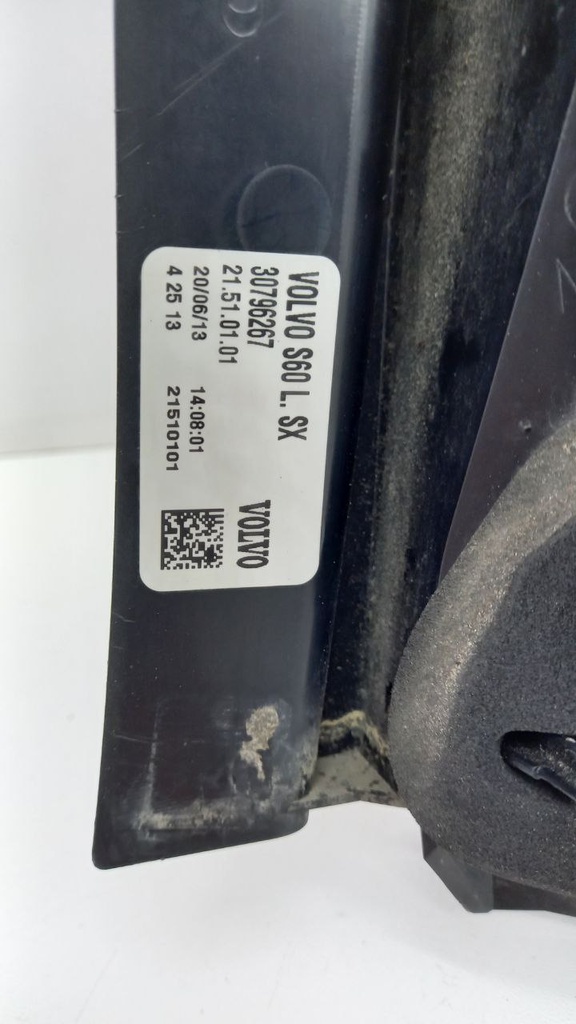 VOLVO S60 L. SX
30796267
21.51.01.01
20/06/13 14:08:01
4 25 13 21510101
VOLVO